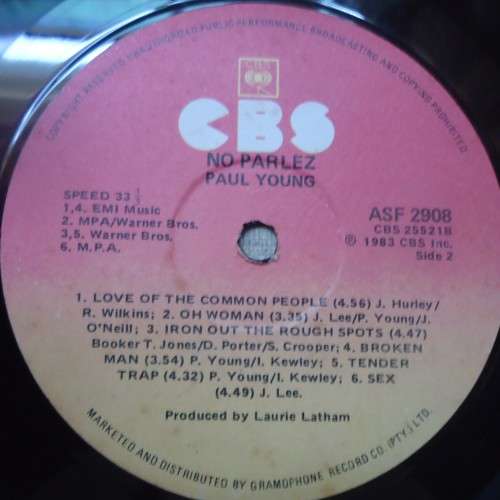 COPYRIGHT RESERVED UNAUTHORISED PUBLIC PERFORMANCE, BROADCASTING AND COPYING PROHIBITED
CBS
CBS
NO PARLEZ
PAUL YOUNG
SPEED 33 1/3
1,4. EMI Music
2. MPA/Warner Bros.
3,5. Warner Bros.
6. M.P.A.
ASF 2908
CBS 25521B
℗ 1983 CBS Inc.
Side 2
1. LOVE OF THE COMMON PEOPLE (4.56) J. Hurley/
R. Wilkins; 2. OH WOMAN (3.35) J. Lee/P. Young/J.
O'Neill; 3. IRON OUT THE ROUGH SPOTS (4.47)
Booker T. Jones/D. Porter/S. Crooper; 4. BROKEN
MAN (3.54) P. Young/I. Kewley; 5. TENDER
TRAP (4.32) P. Young/I. Kewley; 6. SEX
(4.49) J. Lee.
Produced by Laurie Latham
MARKETED AND DISTRIBUTED BY GRAMOPHONE RECORD CO. (PTY.) LTD.